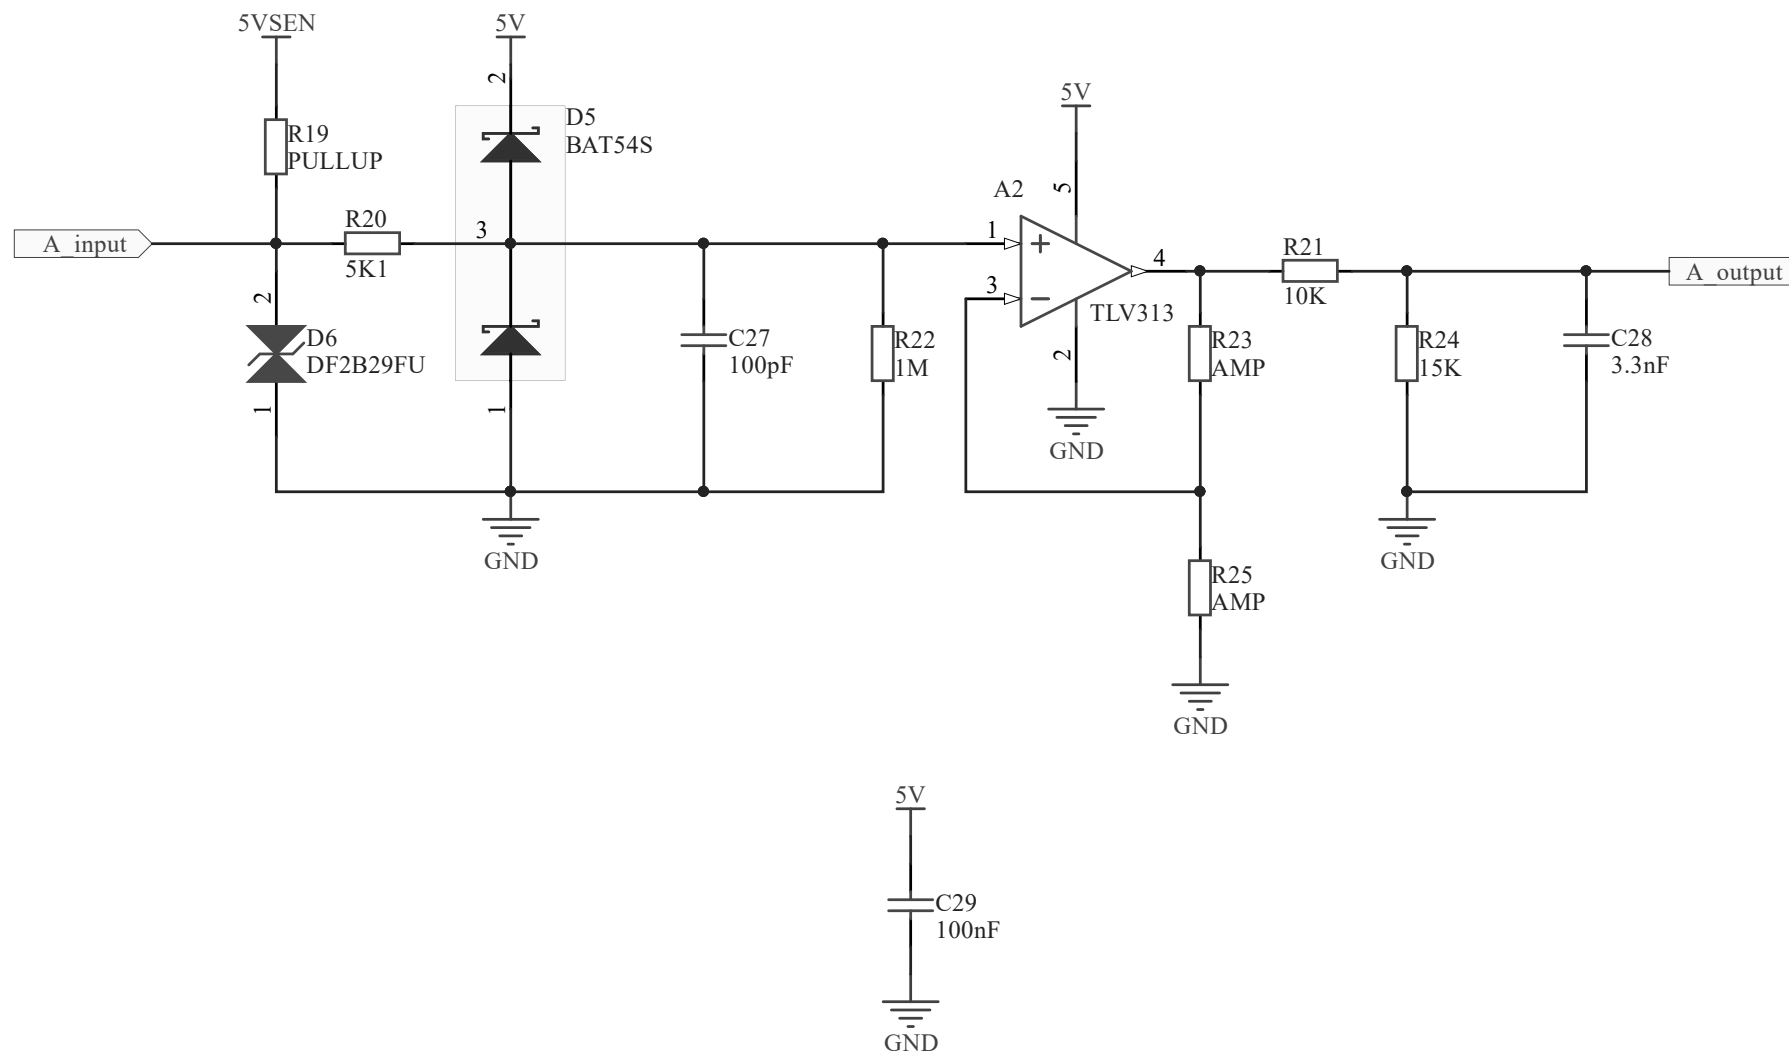 5VSEN
5V
2
D5
BAT54S
5V
R19
PULLUP
A2
5
A_input
R20
5K1
3
1
+
4
R21
10K
A_output
3
−
TLV313
2
D6
DF2B29FU
1
1
C27
100pF
R22
1M
2
GND
R23
AMP
R24
15K
C28
3.3nF
GND
GND
R25
AMP
GND
5V
C29
100nF
GND